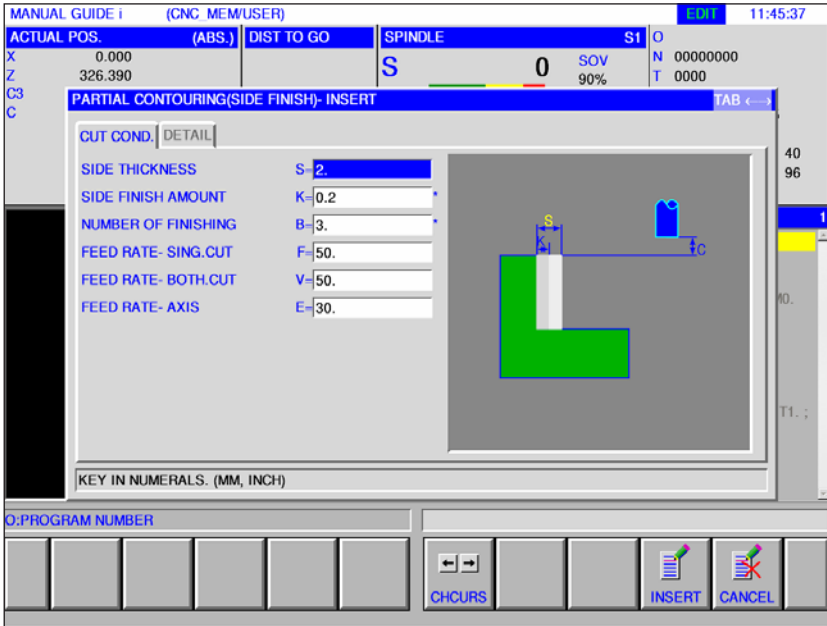 MANUAL GUIDE i (CNC_MEM/USER) EDIT 11:45:37
ACTUAL POS. (ABS.) DIST TO GO SPINDLE S1 O
X 0.000 S 0 SOV N 00000000
Z 326.390 90% T 0000
C3
C
PARTIAL CONTOURING(SIDE FINISH)- INSERT TAB ←→
CUT COND. DETAIL
SIDE THICKNESS S=2.
SIDE FINISH AMOUNT K=0.2 *
NUMBER OF FINISHING B=3. *
FEED RATE- SING.CUT F=50.
FEED RATE- BOTH.CUT V=50.
FEED RATE- AXIS E=30.
S
K
C
40
96
1
M0.
T1. ;
KEY IN NUMERALS. (MM, INCH)
O:PROGRAM NUMBER
CHCURS INSERT CANCEL